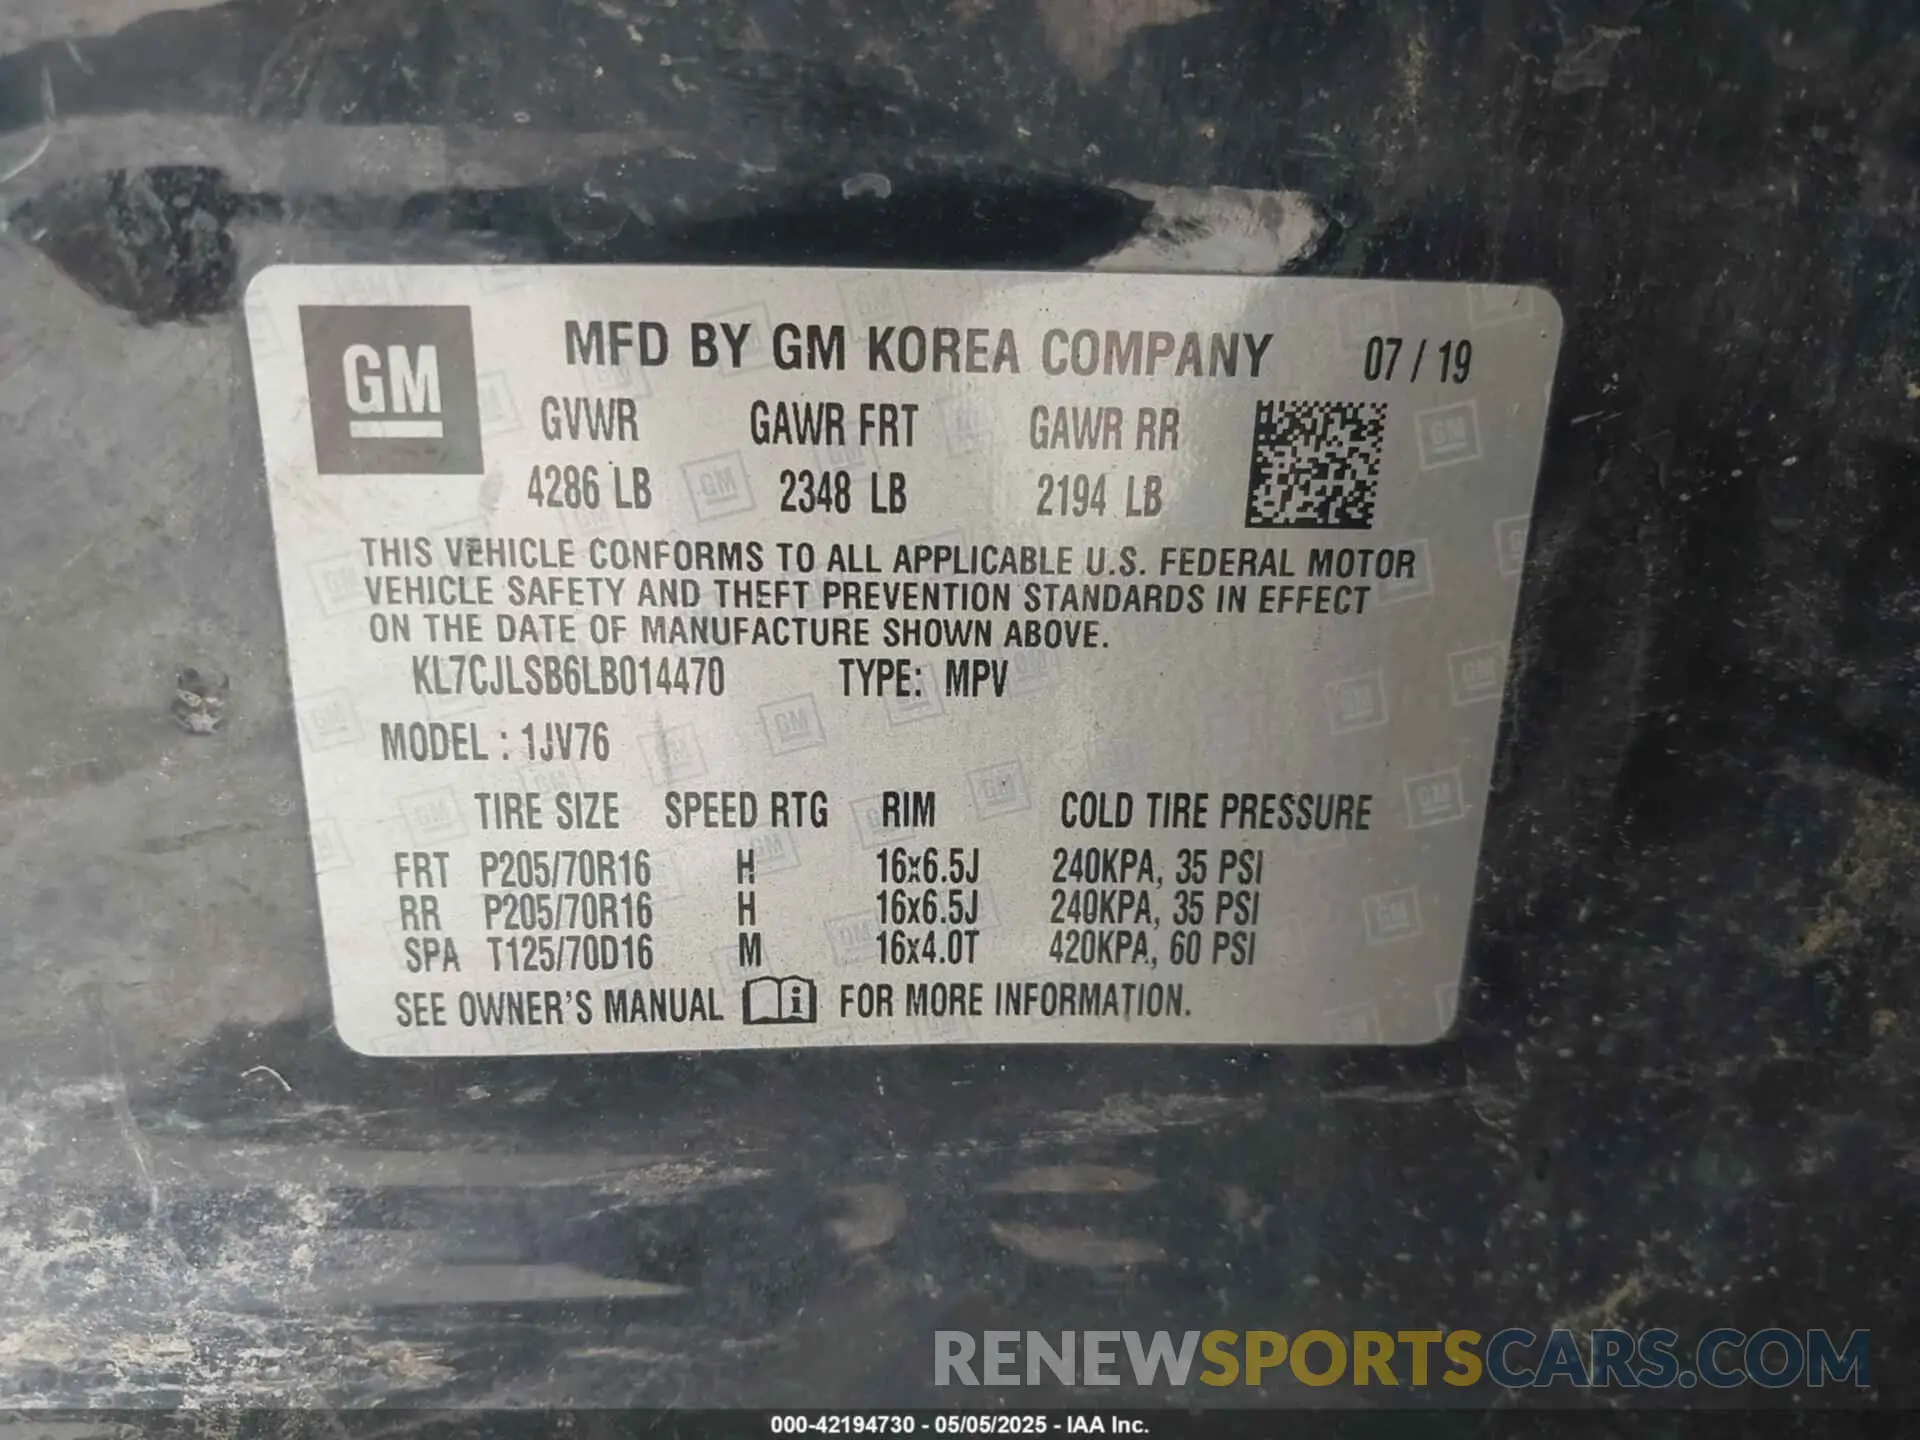 GM
MFD BY GM KOREA COMPANY 07 / 19
GVWR GAWR FRT GAWR RR
4286 LB 2348 LB 2194 LB
THIS VEHICLE CONFORMS TO ALL APPLICABLE U.S. FEDERAL MOTOR
VEHICLE SAFETY AND THEFT PREVENTION STANDARDS IN EFFECT
ON THE DATE OF MANUFACTURE SHOWN ABOVE.
KL7CJLSB6LB014470 TYPE: MPV
MODEL : 1JV76
TIRE SIZE SPEED RTG RIM COLD TIRE PRESSURE
FRT P205/70R16 H 16x6.5J 240KPA, 35 PSI
RR P205/70R16 H 16x6.5J 240KPA, 35 PSI
SPA T125/70D16 M 16x4.0T 420KPA, 60 PSI
SEE OWNER'S MANUAL i FOR MORE INFORMATION.
RENEWSPORTSCARS.COM
000-42194730 - 05/05/2025 - IAA Inc.